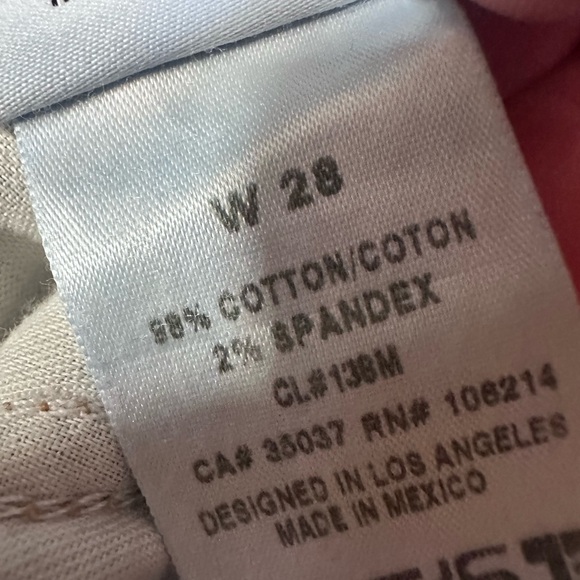 W 28
98% COTTON/COTON
2% SPANDEX
CL#138M
CA# 35037 RN# 106214
DESIGNED IN LOS ANGELES
MADE IN MEXICO